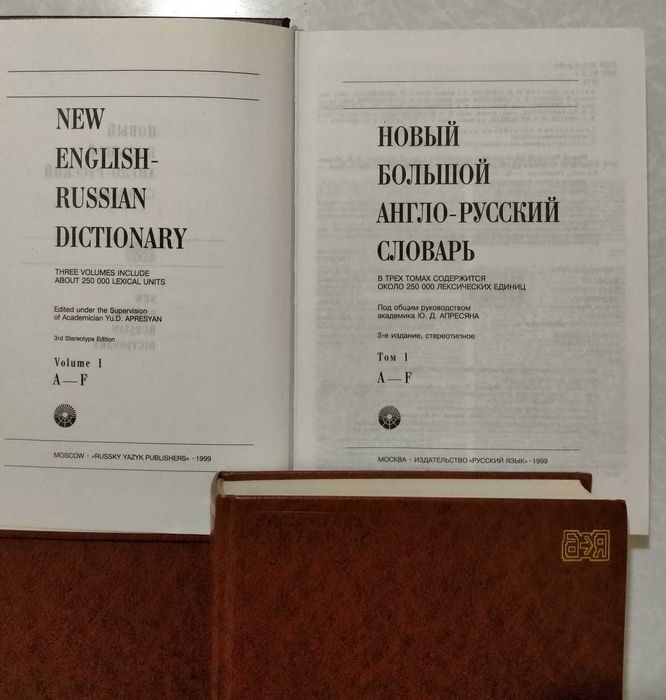 NEW
ENGLISH-
RUSSIAN
DICTIONARY
THREE VOLUMES INCLUDE
ABOUT 250 000 LEXICAL UNITS
Edited under the Supervision
of Academician Yu.D. APRESYAN
3rd Stereotype Edition
Volume 1
A—F
MOSCOW · «RUSSKY YAZYK PUBLISHERS» · 1999
НОВЫЙ
БОЛЬШОЙ
АНГЛО-РУССКИЙ
СЛОВАРЬ
В ТРЕХ ТОМАХ СОДЕРЖИТСЯ
ОКОЛО 250 000 ЛЕКСИЧЕСКИХ ЕДИНИЦ
Под общим руководством
академика Ю. Д. АПРЕСЯНА
3-е издание, стереотипное
Том 1
A—F
МОСКВА · ИЗДАТЕЛЬСТВО «РУССКИЙ ЯЗЫК» · 1999